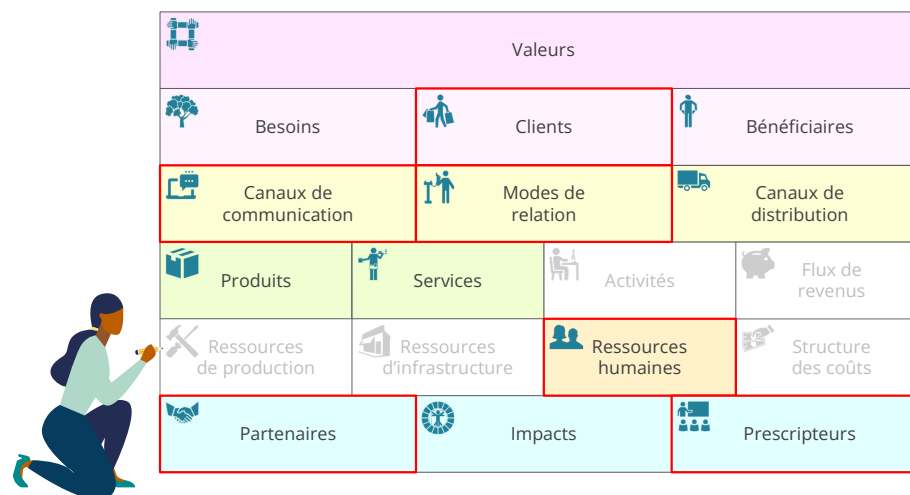 Valeurs
Besoins
Clients
Bénéficiaires
Canaux de
communication
Modes de
relation
Canaux de
distribution
Produits
Services
Activités
Flux de
revenus
Ressources
de production
Ressources
d'infrastructure
Ressources
humaines
Structure
des coûts
Partenaires
Impacts
Prescripteurs